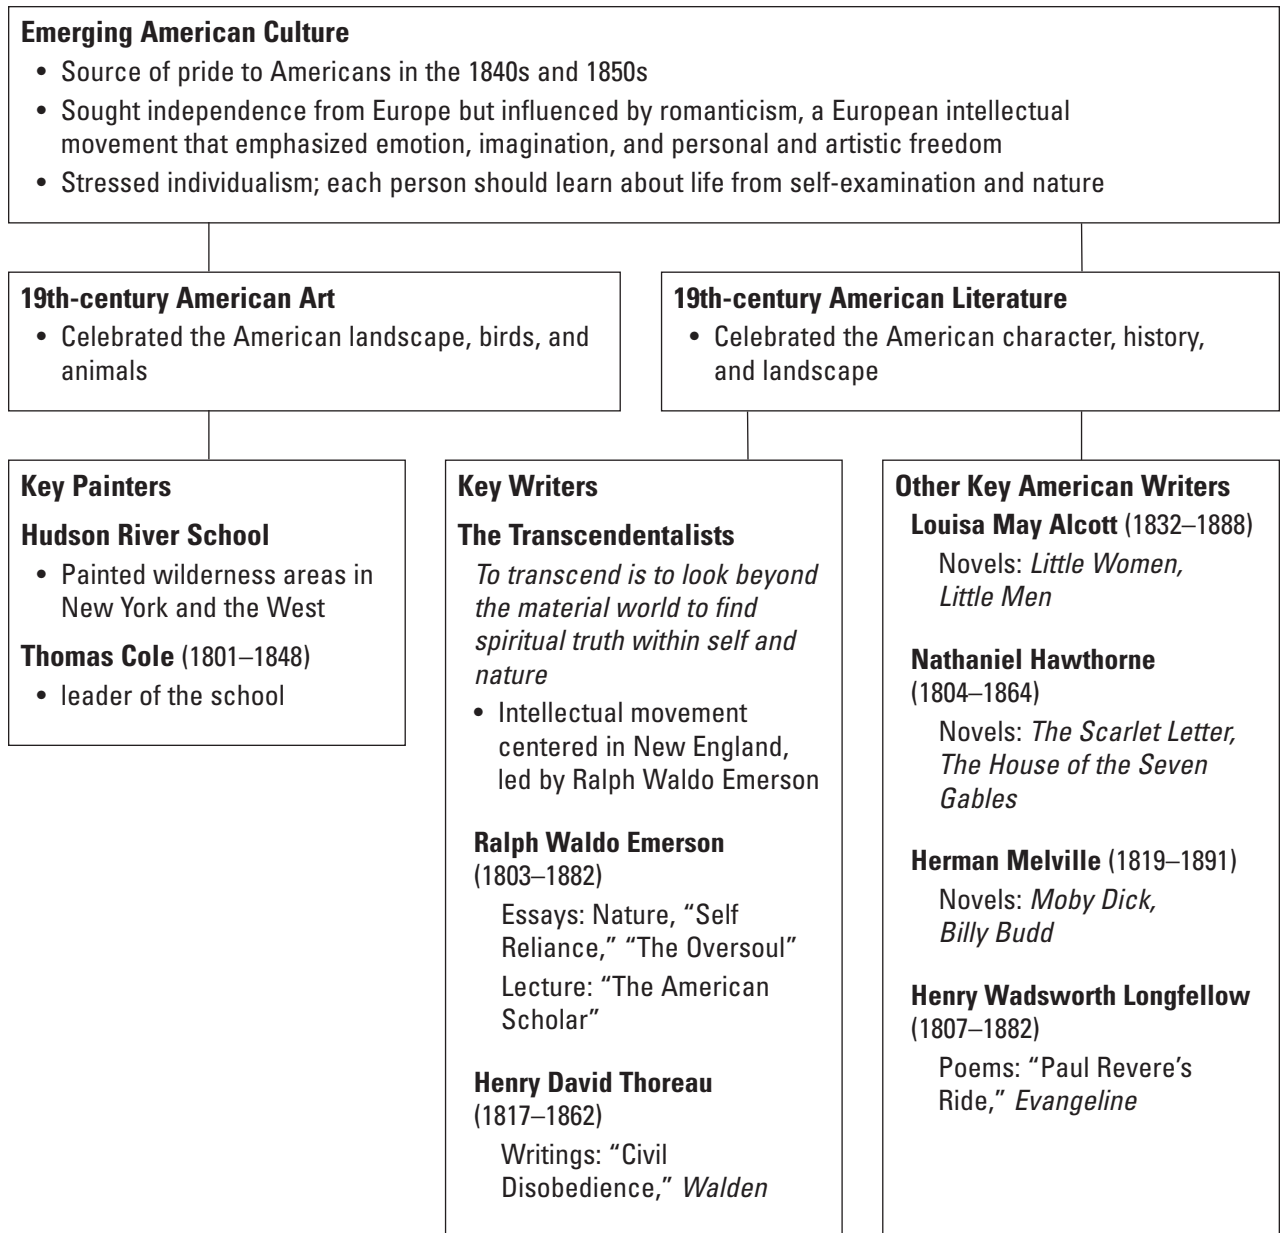 Emerging American Culture
• Source of pride to Americans in the 1840s and 1850s
• Sought independence from Europe but influenced by romanticism, a European intellectual
movement that emphasized emotion, imagination, and personal and artistic freedom
• Stressed individualism; each person should learn about life from self-examination and nature
19th-century American Art
• Celebrated the American landscape, birds, and
animals
19th-century American Literature
• Celebrated the American character, history,
and landscape
Key Painters
Hudson River School
• Painted wilderness areas in
New York and the West
Thomas Cole (1801–1848)
• leader of the school
Key Writers
The Transcendentalists
To transcend is to look beyond
the material world to find
spiritual truth within self and
nature
• Intellectual movement
centered in New England,
led by Ralph Waldo Emerson
Ralph Waldo Emerson
(1803–1882)
Essays: Nature, “Self
Reliance,” “The Oversoul”
Lecture: “The American
Scholar”
Henry David Thoreau
(1817–1862)
Writings: “Civil
Disobedience,” Walden
Other Key American Writers
Louisa May Alcott (1832–1888)
Novels: Little Women,
Little Men
Nathaniel Hawthorne
(1804–1864)
Novels: The Scarlet Letter,
The House of the Seven
Gables
Herman Melville (1819–1891)
Novels: Moby Dick,
Billy Budd
Henry Wadsworth Longfellow
(1807–1882)
Poems: “Paul Revere’s
Ride,” Evangeline